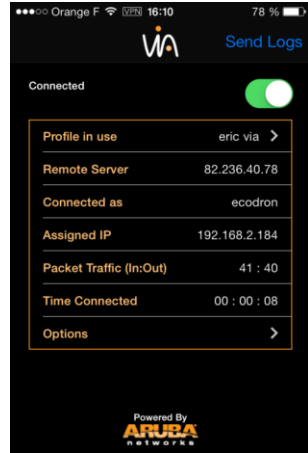 Orange F VPN 16:10 78 %
VIA Send Logs
Connected
Profile in use eric via
Remote Server 82.236.40.78
Connected as ecodron
Assigned IP 192.168.2.184
Packet Traffic (In:Out) 41 : 40
Time Connected 00 : 00 : 08
Options
Powered By
ARUBA
networks